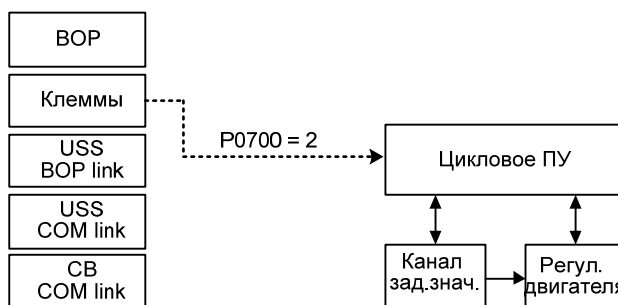 BOP
Клеммы
USS
BOP link
USS
COM link
CB
COM link
P0700 = 2
Цикловое ПУ
Канал
зад.знач.
Регул.
двигателя